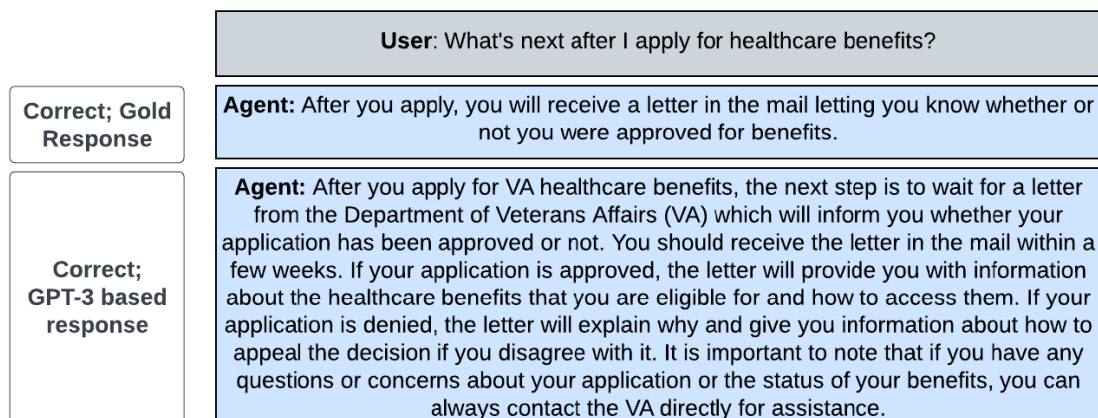 User: What's next after I apply for healthcare benefits?
Correct; Gold
Response
Agent: After you apply, you will receive a letter in the mail letting you know whether or
not you were approved for benefits.
Correct;
GPT-3 based
response
Agent: After you apply for VA healthcare benefits, the next step is to wait for a letter
from the Department of Veterans Affairs (VA) which will inform you whether your
application has been approved or not. You should receive the letter in the mail within a
few weeks. If your application is approved, the letter will provide you with information
about the healthcare benefits that you are eligible for and how to access them. If your
application is denied, the letter will explain why and give you information about how to
appeal the decision if you disagree with it. It is important to note that if you have any
questions or concerns about your application or the status of your benefits, you can
always contact the VA directly for assistance.